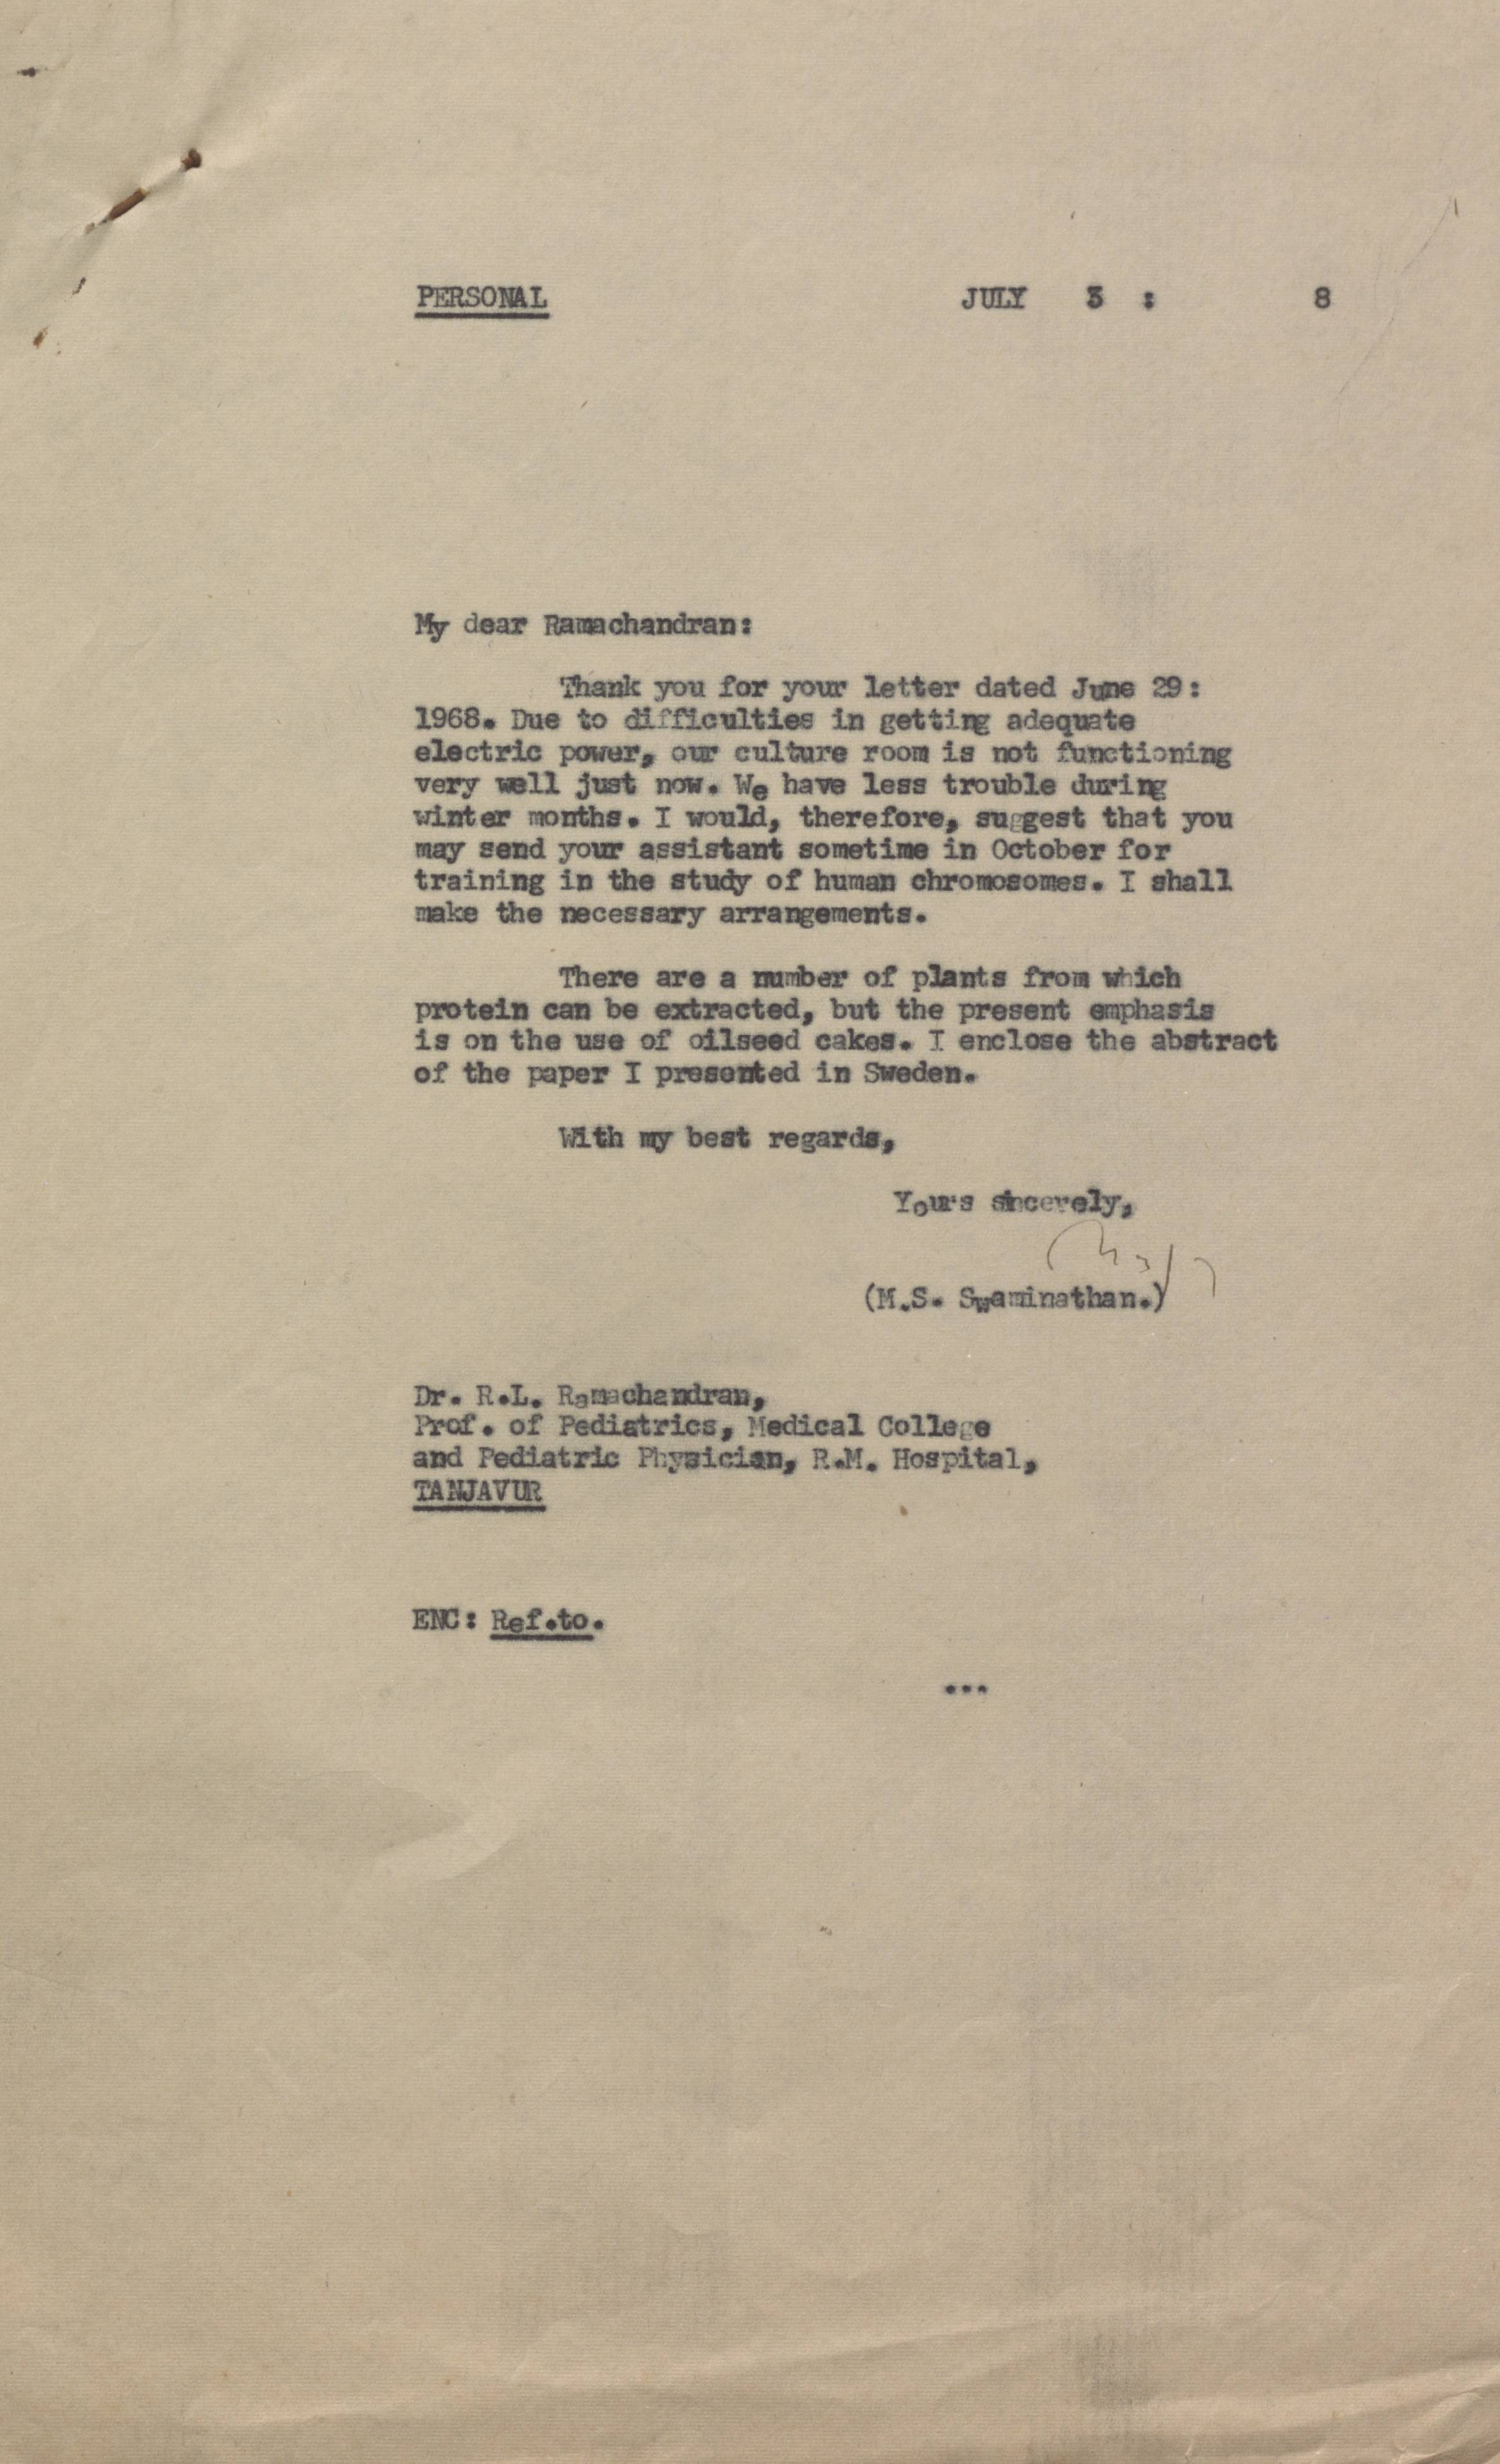 PERSONAL JULY 3 : 8
My dear Ramachandran:
Thank you for your letter dated June 29:
1968. Due to difficulties in getting adequate
electric power, our culture room is not functioning
very well just now. We have less trouble during
winter months. I would, therefore, suggest that you
may send your assistant sometime in October for
training in the study of human chromosomes. I shall
make the necessary arrangements.
There are a number of plants from which
protein can be extracted, but the present emphasis
is on the use of oilseed cakes. I enclose the abstract
of the paper I presented in Sweden.
With my best regards,
Yours sincerely,
(M.S. Swaminathan.)
Dr. R.L. Ramachandran,
Prof. of Pediatrics, Medical College
and Pediatric Physician, R.M. Hospital,
TANJAVUR
ENC: Ref.to.
...